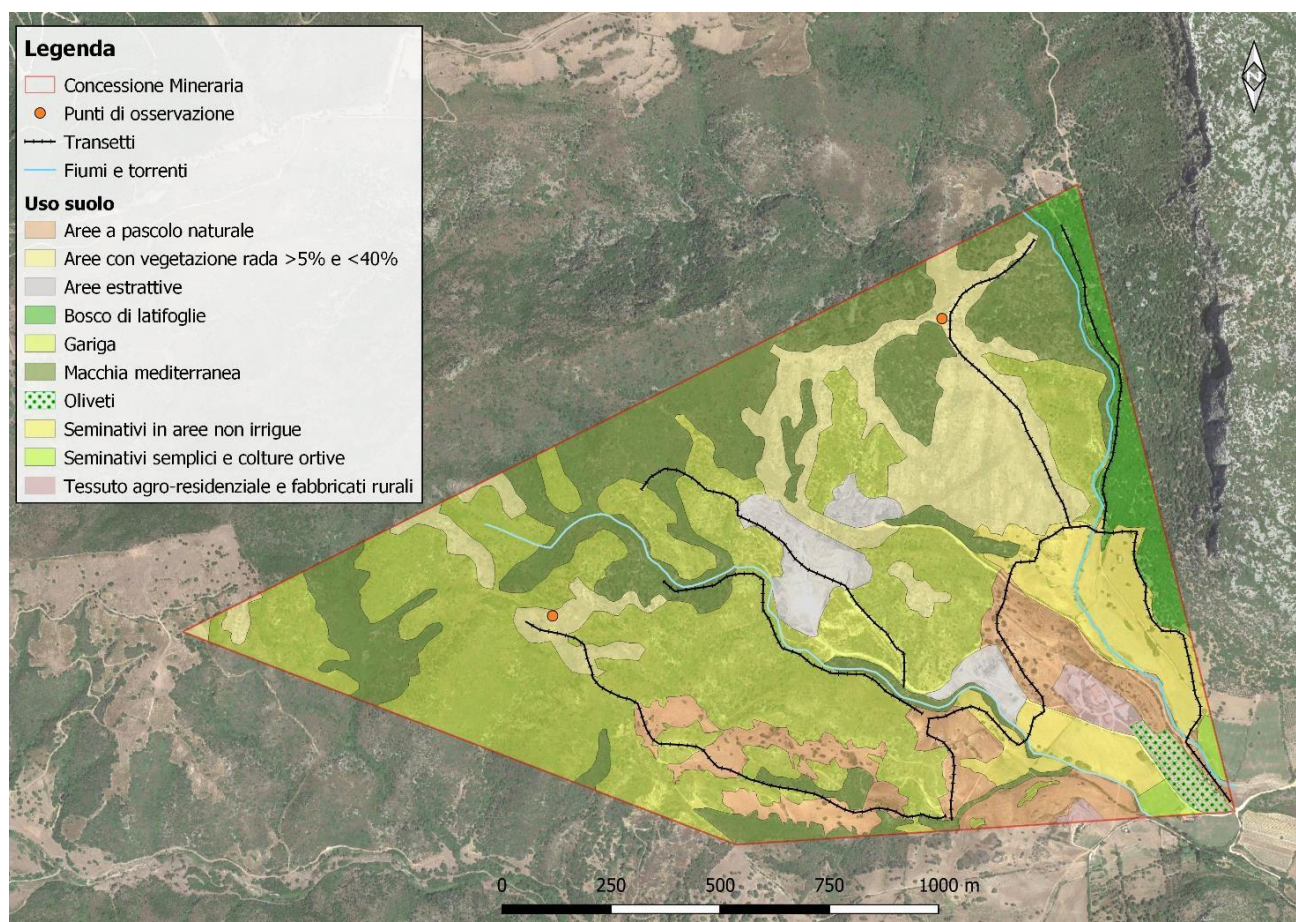 Legenda
Concessione Mineraria
Punti di osservazione
Transetti
Fiumi e torrenti
Uso suolo
Aree a pascolo naturale
Aree con vegetazione rada >5% e <40%
Aree estrattive
Bosco di latifoglie
Gariga
Macchia mediterranea
Oliveti
Seminativi in aree non irrigue
Seminativi semplici e colture ortive
Tessuto agro-residenziale e fabbricati rurali
N
0 250 500 750 1000 m